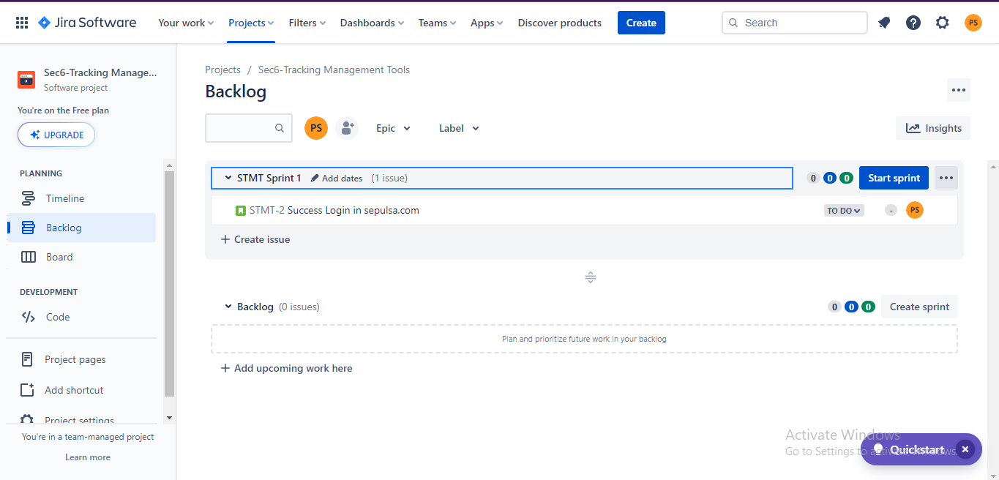 Jira Software Your work Projects Filters Dashboards Teams Apps Discover products Create Search PS
Sec6-Tracking Manage...
Software project
You're on the Free plan
UPGRADE
PLANNING
Timeline
Backlog
Board
DEVELOPMENT
Code
Project pages
Add shortcut
Project settings
You're in a team-managed project
Learn more
Projects / Sec6-Tracking Management Tools
Backlog
PS Epic Label Insights
STMT Sprint 1 Add dates (1 issue) 0 0 0 Start sprint
STMT-2 Success Login in sepulsa.com TO DO - PS
+ Create issue
Backlog (0 issues) 0 0 0 Create sprint
Plan and prioritize future work in your backlog
+ Add upcoming work here
Activate Windows
Go to Settings to activate Windows.
Quickstart